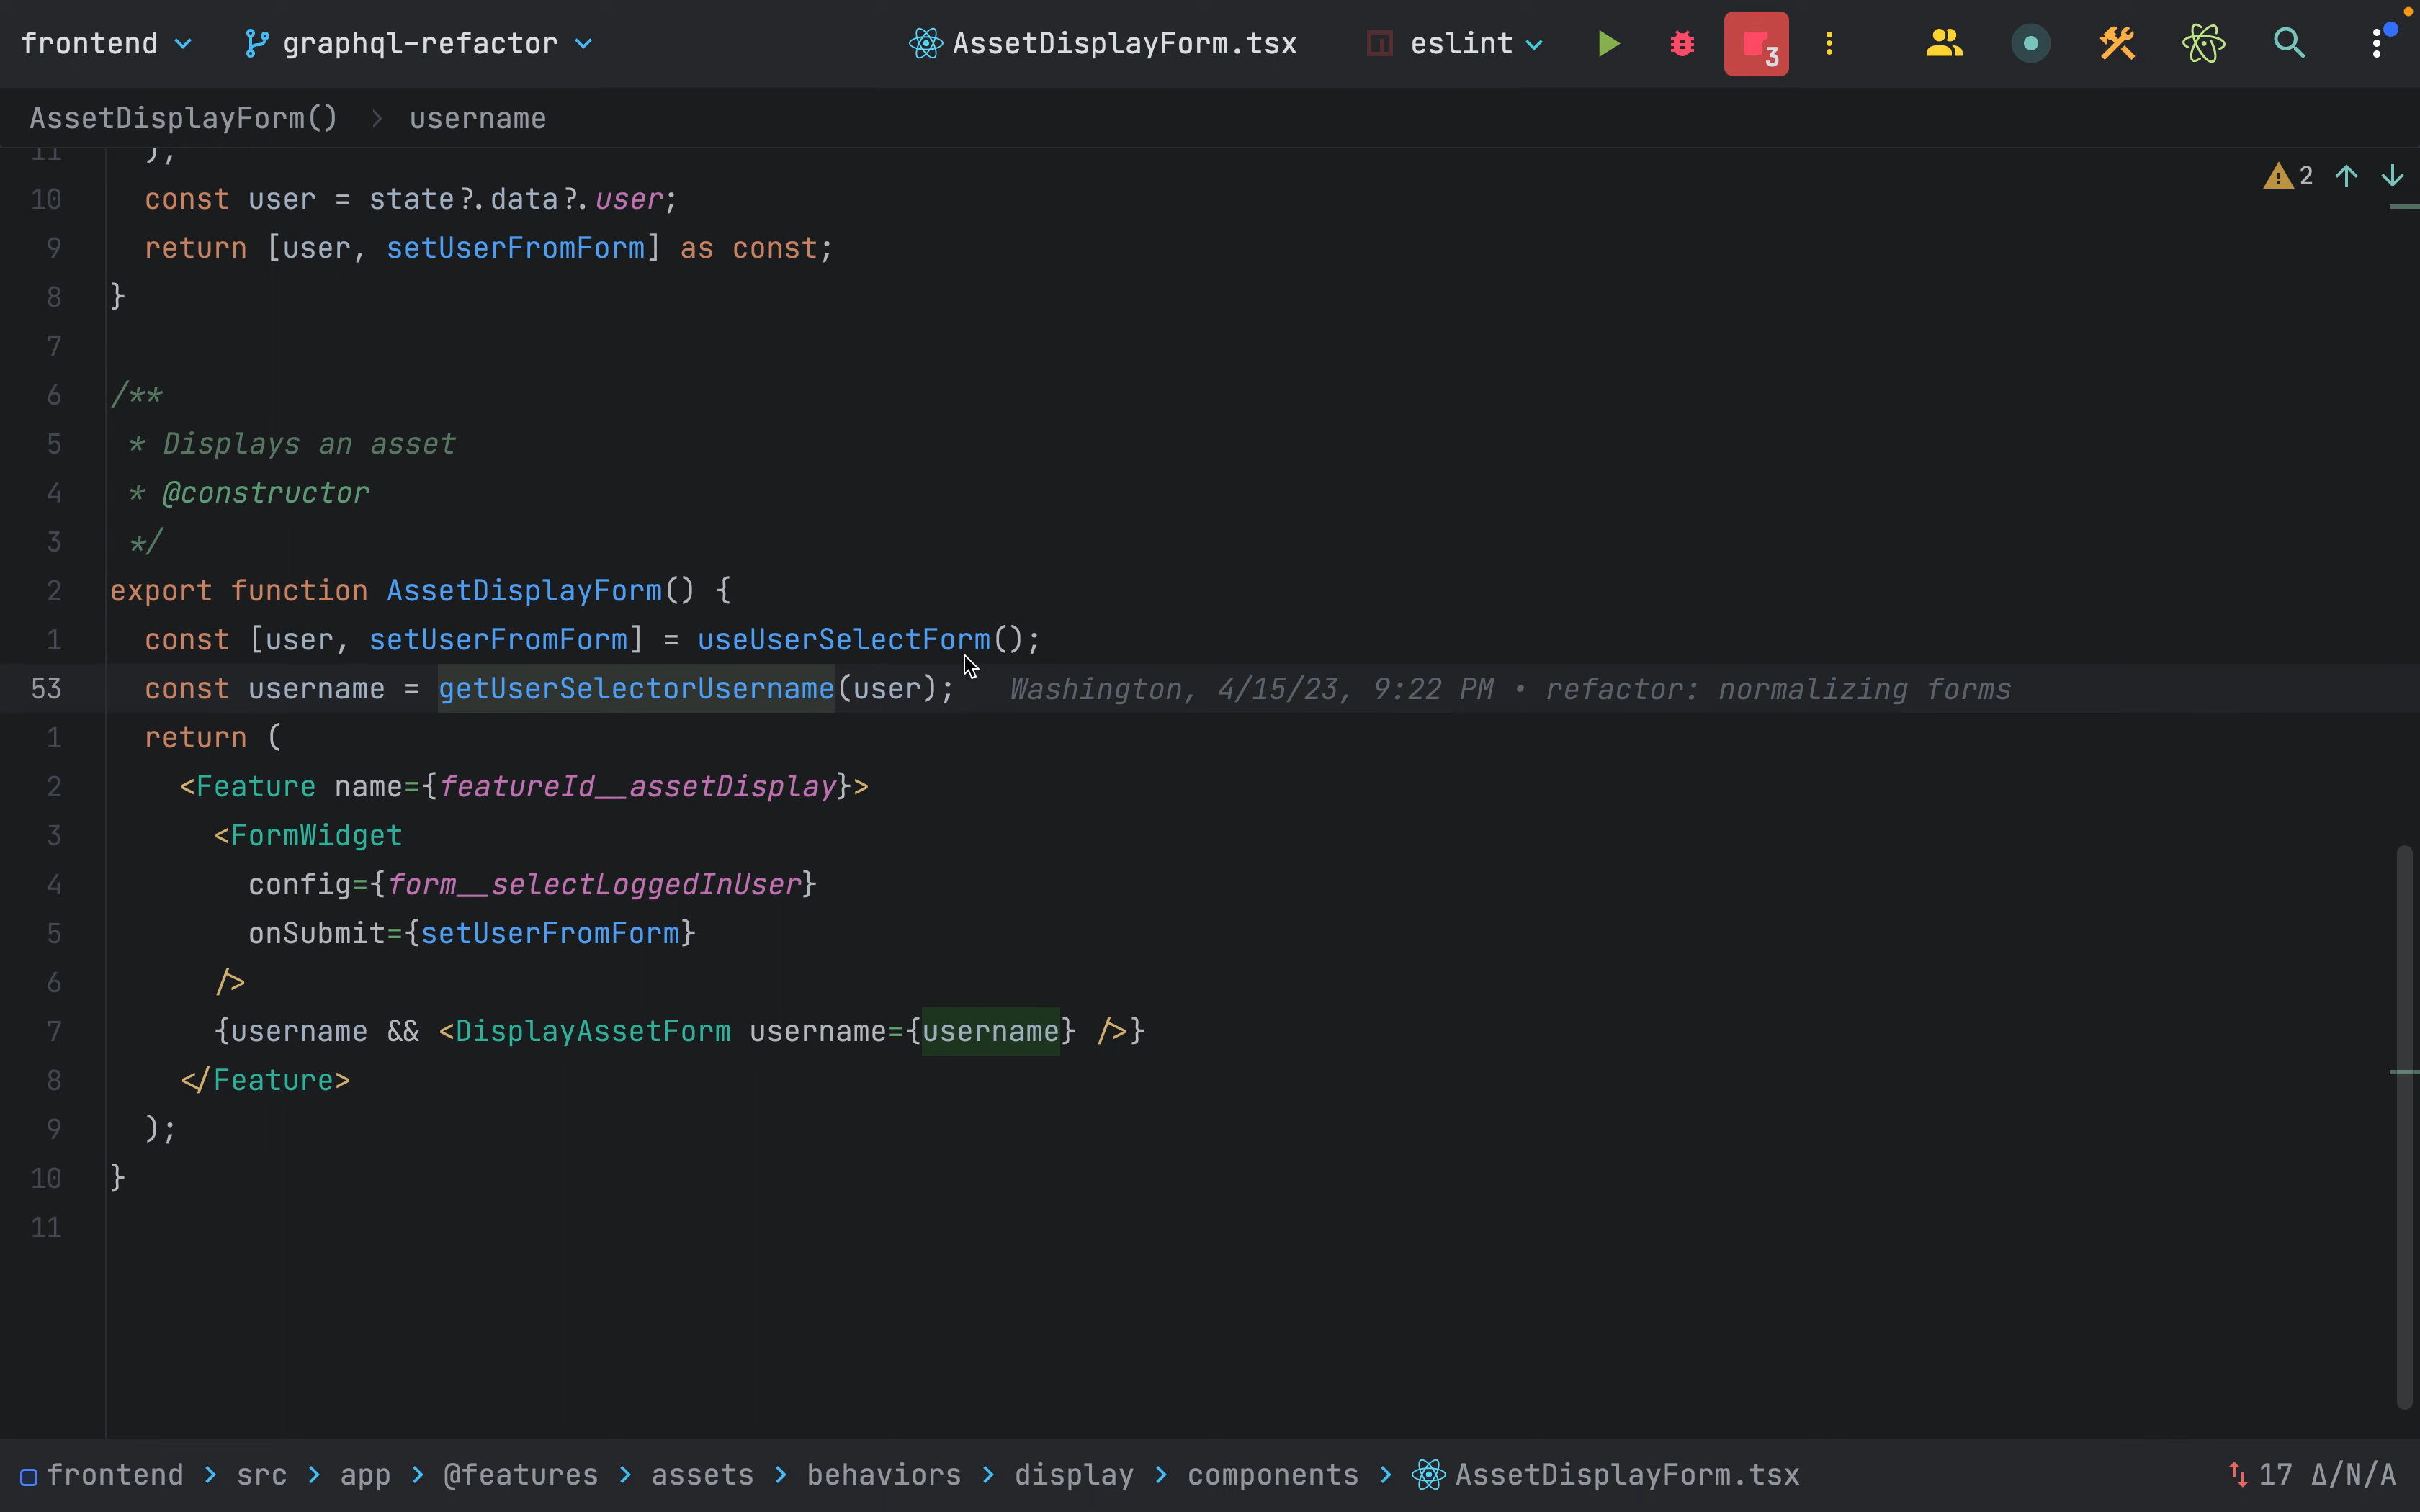 frontend graphql-refactor AssetDisplayForm.tsx eslint 3
AssetDisplayForm() > username
11 );
10 const user = state?.data?.user;
9 return [user, setUserFromForm] as const;
8 }
7
6 /**
5 * Displays an asset
4 * @constructor
3 */
2 export function AssetDisplayForm() {
1 const [user, setUserFromForm] = useUserSelectForm();
53 const username = getUserSelectorUsername(user); Washington, 4/15/23, 9:22 PM • refactor: normalizing forms
1 return (
2 <Feature name={featureId__assetDisplay}>
3 <FormWidget
4 config={form__selectLoggedInUser}
5 onSubmit={setUserFromForm}
6 />
7 {username && <DisplayAssetForm username={username} />}
8 </Feature>
9 );
10 }
11
2
frontend > src > app > @features > assets > behaviors > display > components > AssetDisplayForm.tsx 17 Δ/N/A